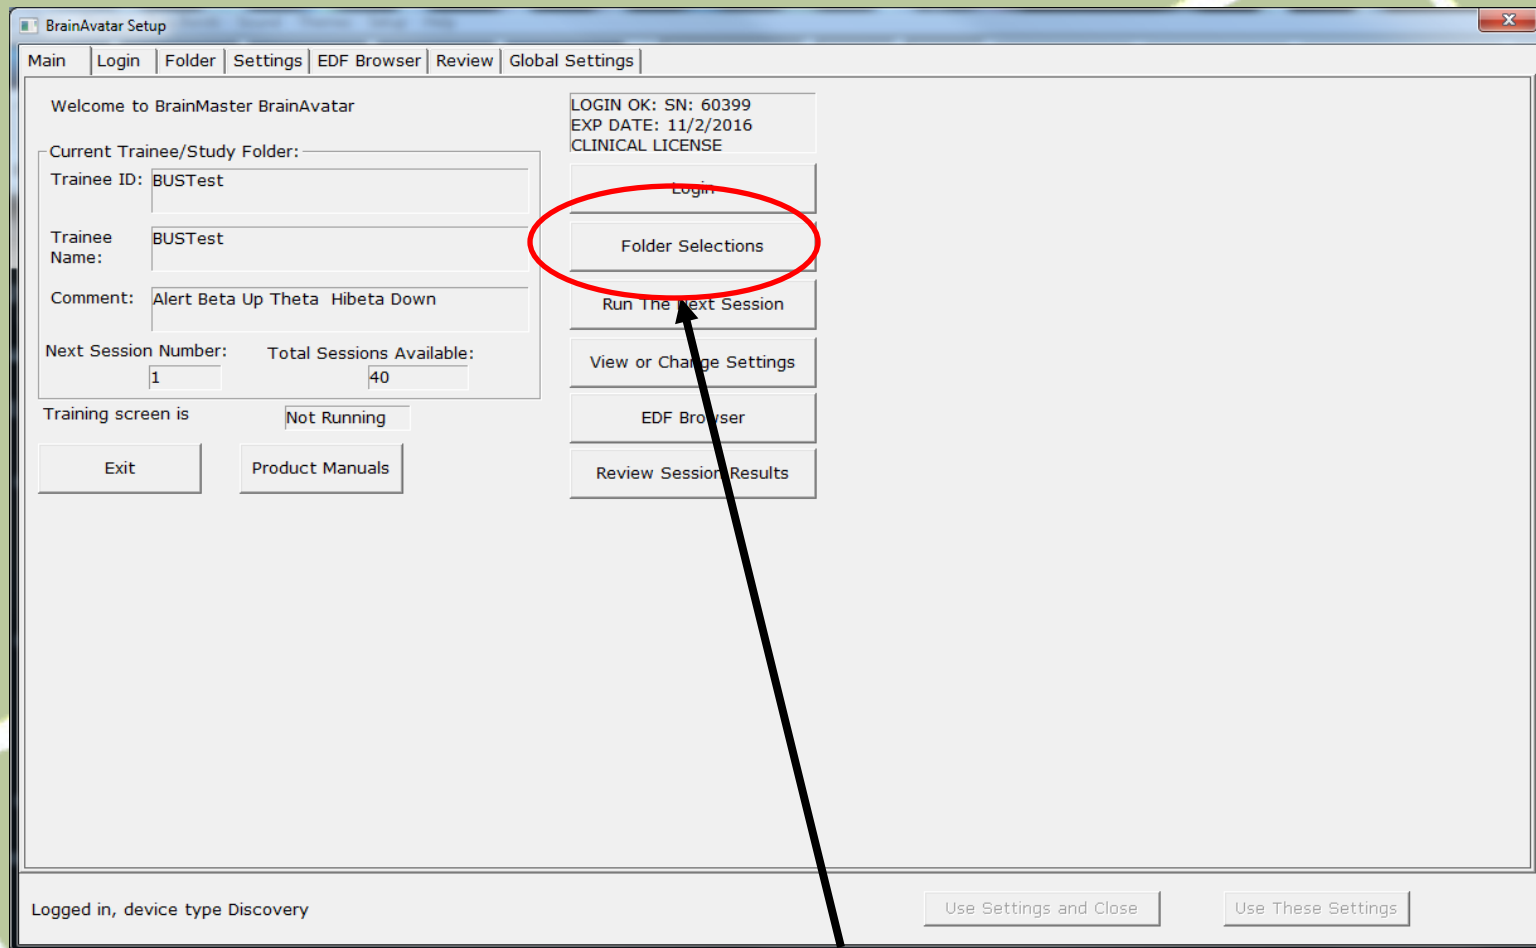 BrainAvatar Setup
Main Login Folder Settings EDF Browser Review Global Settings
Welcome to BrainMaster BrainAvatar
Current Trainee/Study Folder:
Trainee ID: BUSTest
Trainee Name: BUSTest
Comment: Alert Beta Up Theta  Hibeta Down
Next Session Number: 1
Total Sessions Available: 40
Training screen is Not Running
Exit Product Manuals
LOGIN OK: SN: 60399
EXP DATE: 11/2/2016
CLINICAL LICENSE
Login
Folder Selections
Run The Next Session
View or Change Settings
EDF Browser
Review Session Results
Logged in, device type Discovery
Use Settings and Close Use These Settings